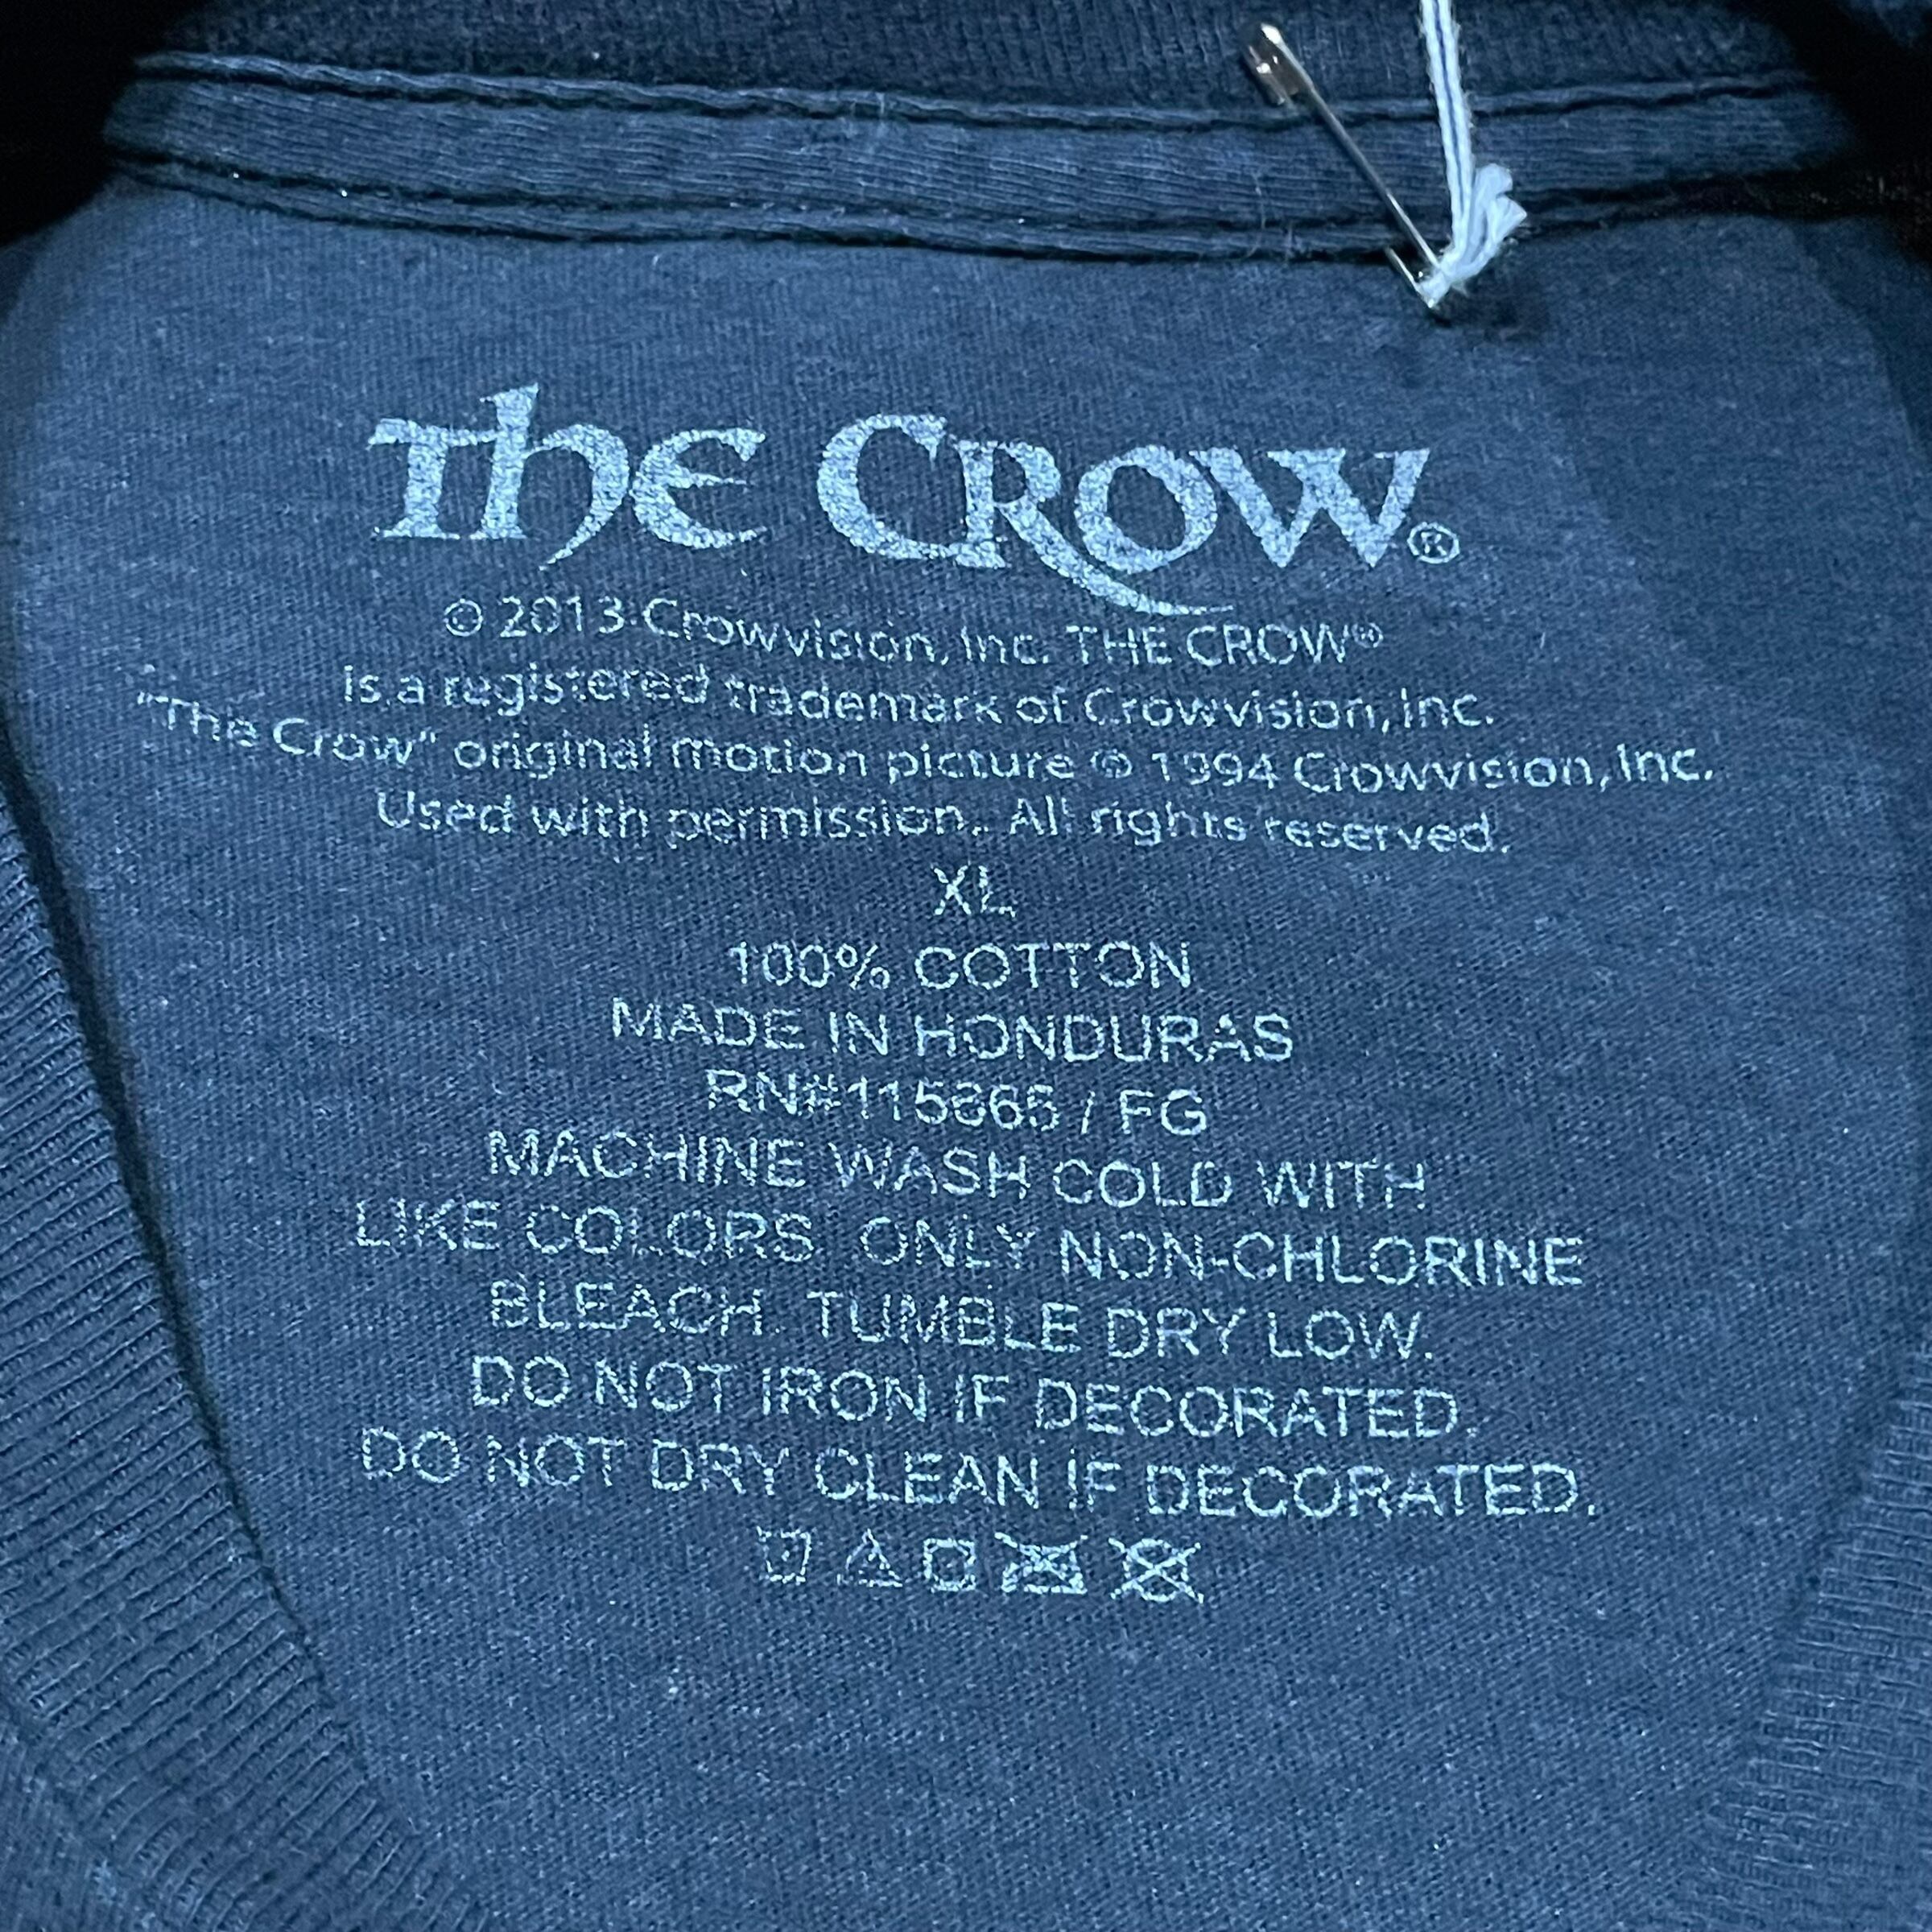 The Crow®
© 2013 Crowvision, Inc. THE CROW®
is a registered trademark of Crowvision, Inc.
"The Crow" original motion picture © 1994 Crowvision, Inc.
Used with permission. All rights reserved.
XL
100% COTTON
MADE IN HONDURAS
RN#115865 / FG
MACHINE WASH COLD WITH
LIKE COLORS. ONLY NON-CHLORINE
BLEACH. TUMBLE DRY LOW.
DO NOT IRON IF DECORATED.
DO NOT DRY CLEAN IF DECORATED.